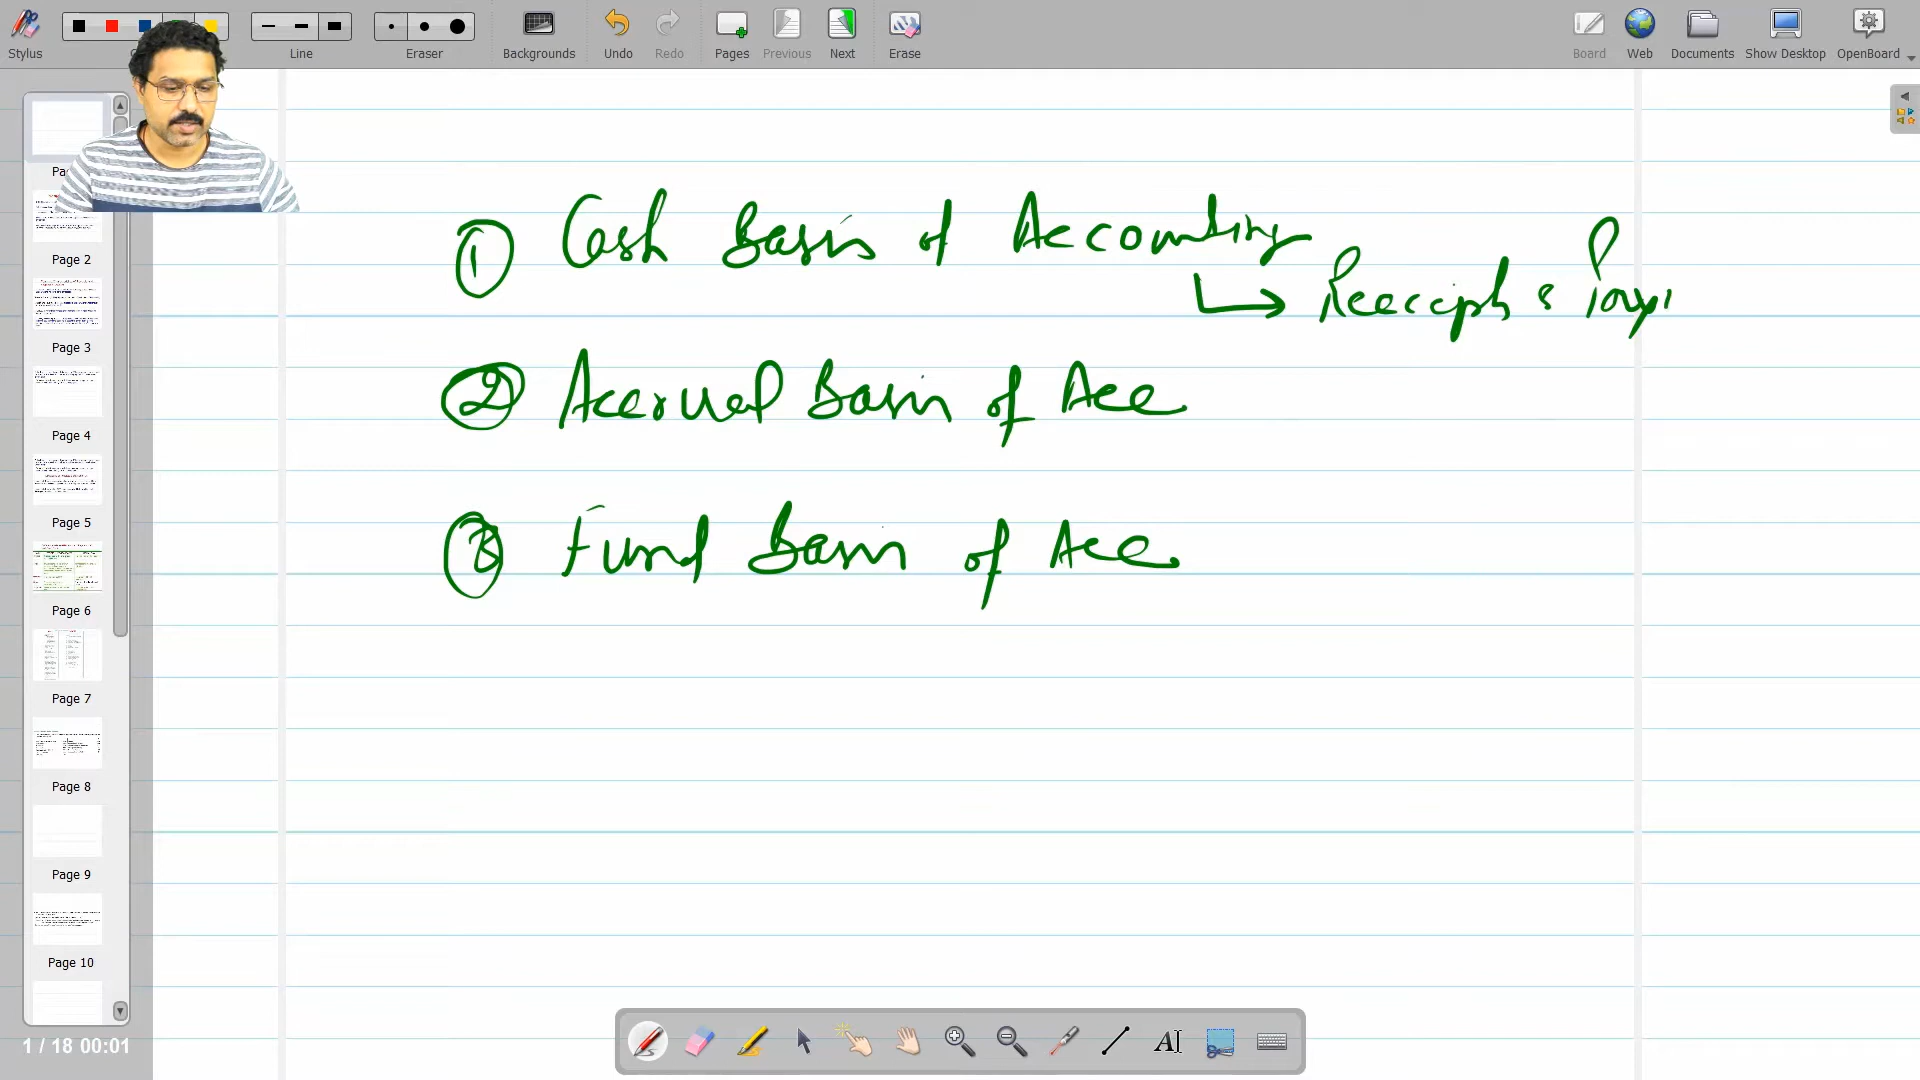 Stylus
Line
Eraser
Backgrounds
Undo
Redo
Pages
Previous
Next
Erase
Board
Web
Documents
Show Desktop
OpenBoard
Page 2
Page 3
Page 4
Page 5
Page 6
Page 7
Page 8
Page 9
Page 10
1 / 18 00:01
① Cash Basis of Accounting
↳ Receipts & Paym
② Accrual Basis of Acc
③ Fund Basis of Acc